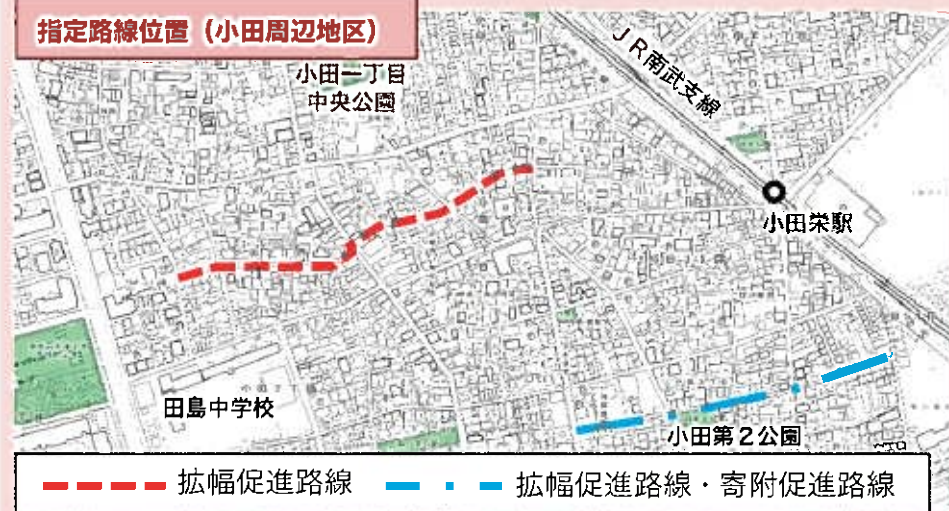 指定路線位置（小田周辺地区）
小田一丁目
中央公園
JR南武支線
小田栄駅
田島中学校
小田第2公園
拡幅促進路線
拡幅促進路線・寄附促進路線